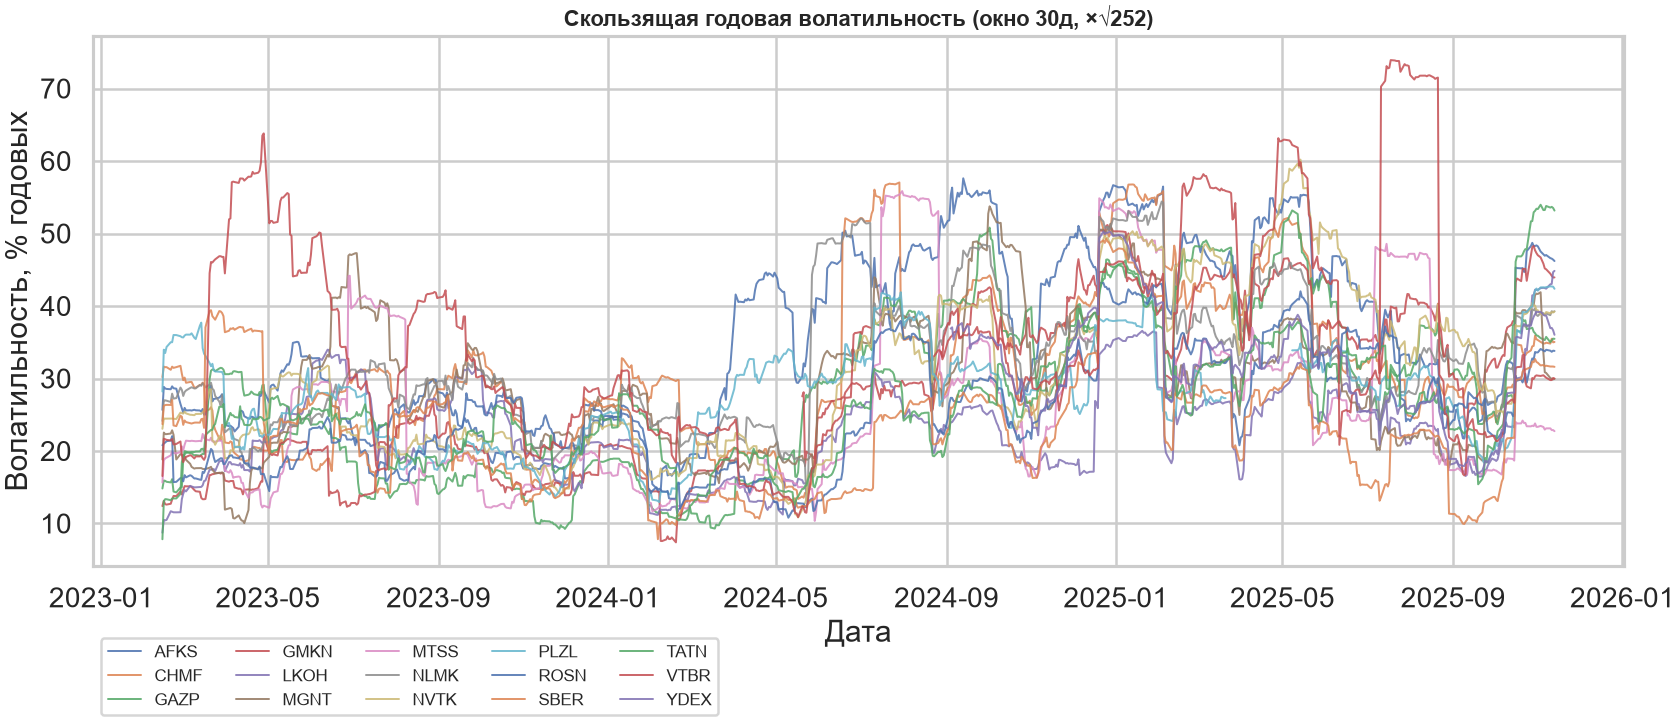 Скользящая годовая волатильность (окно 30д, ×√252)
Волатильность, % годовых
70
60
50
40
30
20
10
2023-01 2023-05 2023-09 2024-01 2024-05 2024-09 2025-01 2025-05 2025-09 2026-01
Дата
AFKS GMKN MTSS PLZL TATN
CHMF LKOH NLMK ROSN VTBR
GAZP MGNT NVTK SBER YDEX